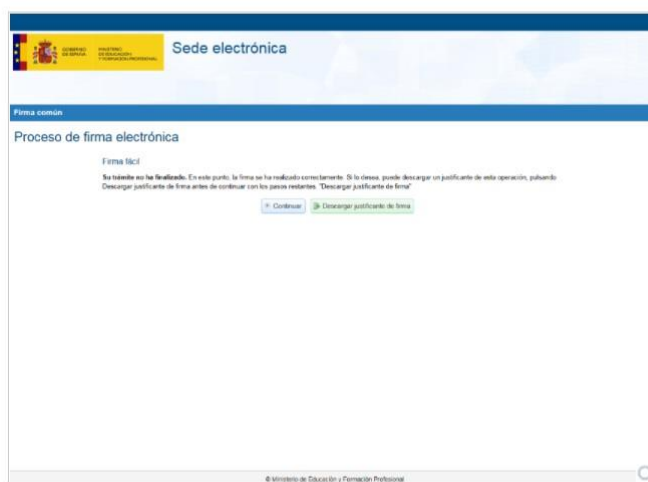 GOBIERNO
DE ESPAÑA
MINISTERIO
DE EDUCACIÓN
Y FORMACIÓN PROFESIONAL
Sede electrónica
Firma común
Proceso de firma electrónica
Firma fácil
Su trámite no ha finalizado. En este punto, la firma se ha realizado correctamente. Si lo desea, puede descargar un justificante de esta operación, pulsando
Descargar justificante de firma antes de continuar con los pasos restantes. "Descargar justificante de firma"
Continuar
Descargar justificante de firma
© Ministerio de Educación y Formación Profesional